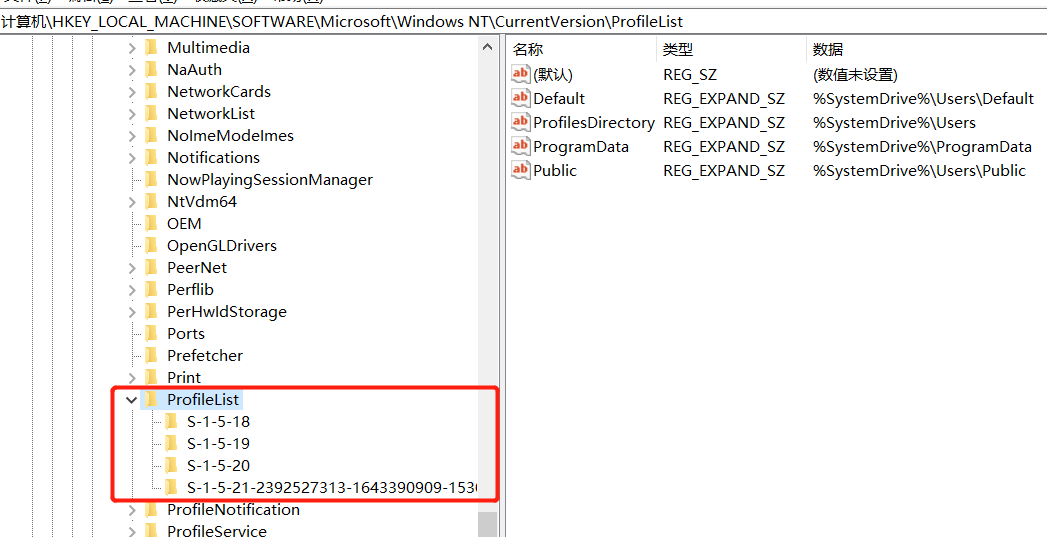 计算机\HKEY_LOCAL_MACHINE\SOFTWARE\Microsoft\Windows NT\CurrentVersion\ProfileList
Multimedia
NaAuth
NetworkCards
NetworkList
NoImeModeImes
Notifications
NowPlayingSessionManager
NtVdm64
OEM
OpenGLDrivers
PeerNet
Perflib
PerHwIdStorage
Ports
Prefetcher
Print
ProfileList
S-1-5-18
S-1-5-19
S-1-5-20
S-1-5-21-2392527313-1643390909-153
ProfileNotification
ProfileService
名称 类型 数据
(默认) REG_SZ (数值未设置)
Default REG_EXPAND_SZ %SystemDrive%\Users\Default
ProfilesDirectory REG_EXPAND_SZ %SystemDrive%\Users
ProgramData REG_EXPAND_SZ %SystemDrive%\ProgramData
Public REG_EXPAND_SZ %SystemDrive%\Users\Public